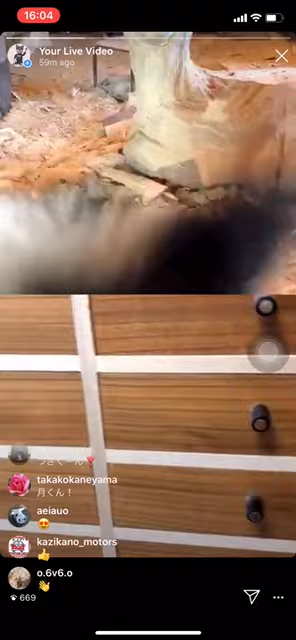 16:04
Your Live Video
59m ago
takakokaneyama
月くん！
aeiauo
😍
kazikano_motors
👍
o.6v6.o
👋
669